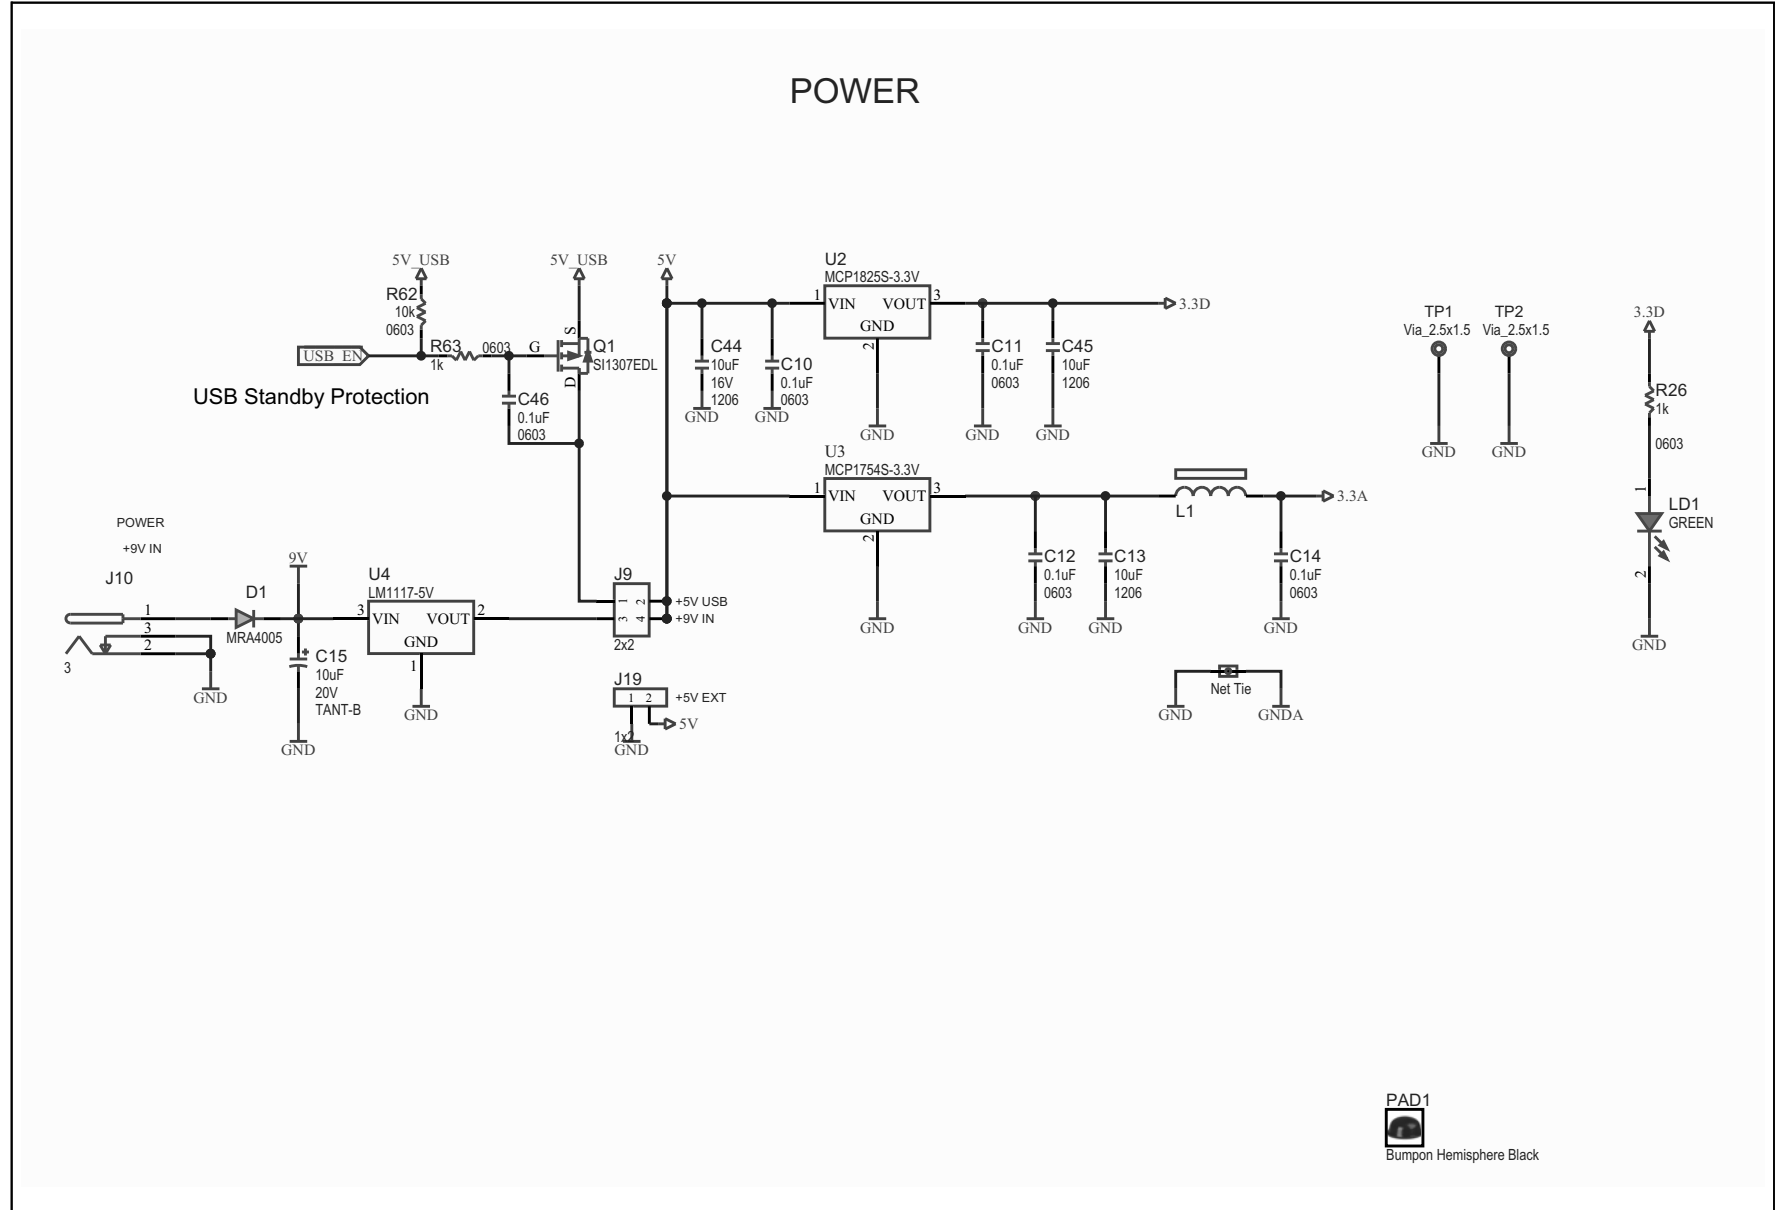 POWER
5V_USB
R62
10k
0603
USB_EN
R63
1k
0603
USB Standby Protection
5V_USB
S
G
D
Q1
SI1307EDL
C46
0.1uF
0603
5V
C44
10uF
16V
1206
GND
C10
0.1uF
0603
GND
U2
MCP1825S-3.3V
1
VIN
VOUT
3
GND
2
GND
C11
0.1uF
0603
GND
C45
10uF
1206
GND
3.3D
U3
MCP1754S-3.3V
1
VIN
VOUT
3
GND
2
GND
C12
0.1uF
0603
GND
C13
10uF
1206
GND
L1
C14
0.1uF
0603
GND
3.3A
TP1
Via_2.5x1.5
GND
TP2
Via_2.5x1.5
GND
3.3D
R26
1k
0603
1
LD1
GREEN
2
GND
POWER
+9V IN
J10
1
3
2
3
GND
D1
MRA4005
9V
C15
+
10uF
20V
TANT-B
GND
U4
LM1117-5V
3
VIN
VOUT
2
GND
1
GND
J9
1
2
+5V USB
3
4
+9V IN
2x2
J19
1
2
+5V EXT
5V
1x2
GND
Net Tie
GND
GNDA
PAD1
Bumpon Hemisphere Black